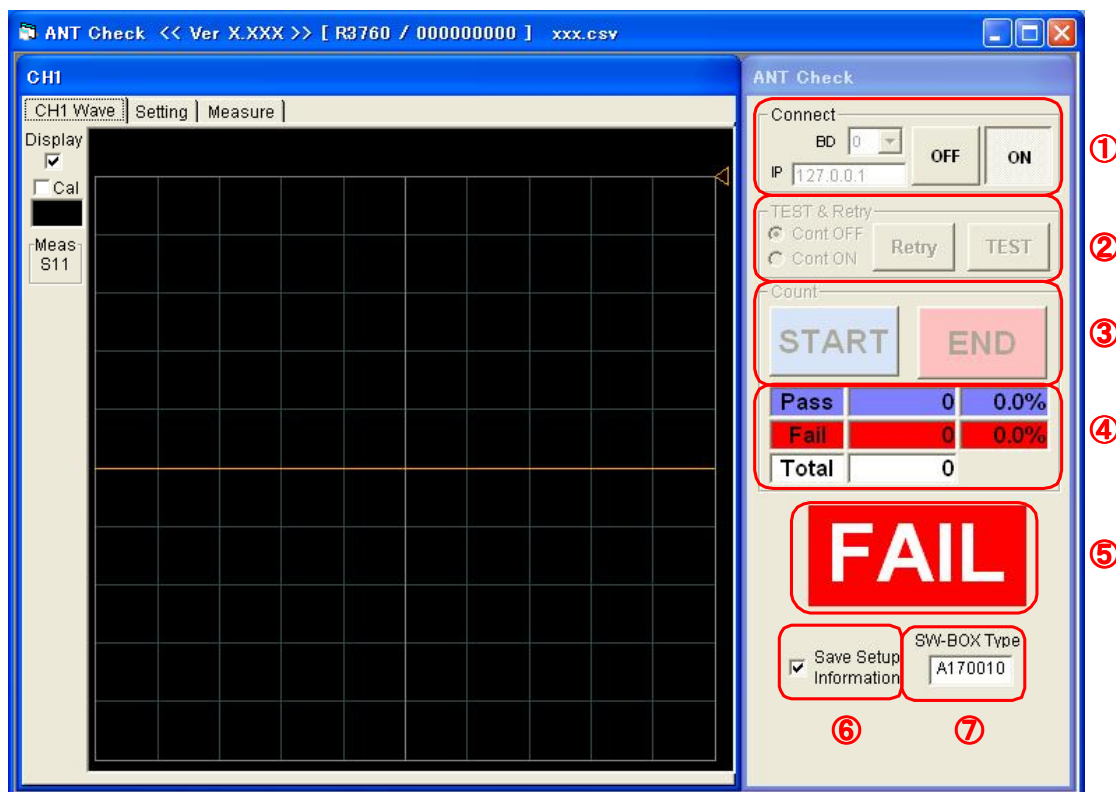 ANT Check << Ver X.XXX >> [ R3760 / 000000000 ] xxx.csv
CH1
CH1 Wave
Setting
Measure
Display
Cal
Meas
S11
ANT Check
Connect
BD 0
IP 127.0.0.1
OFF
ON
①
TEST & Retry
Cont OFF
Cont ON
Retry
TEST
②
Count
START
END
③
Pass 0 0.0%
Fail 0 0.0%
Total 0
④
FAIL
⑤
Save Setup
Information
⑥
SW-BOX Type
A170010
⑦